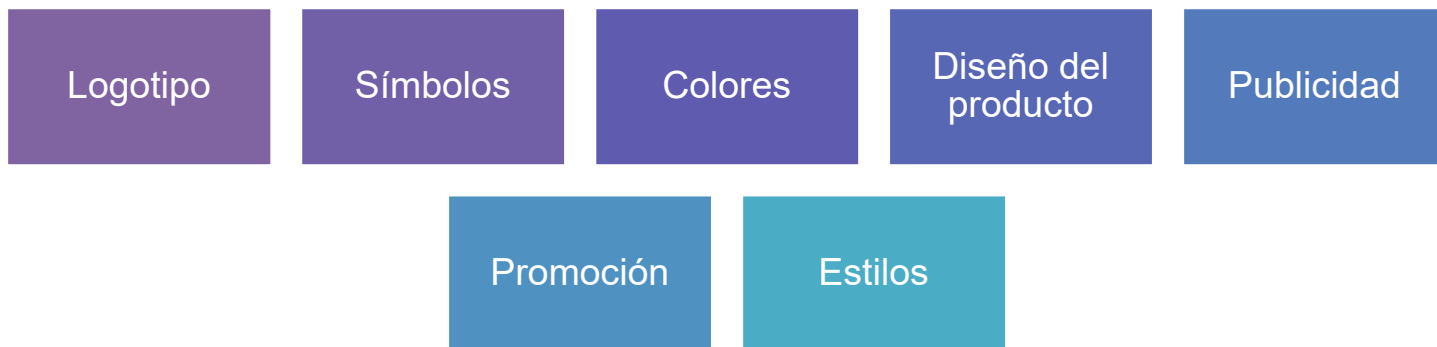 Logotipo
Símbolos
Colores
Diseño del
producto
Publicidad
Promoción
Estilos